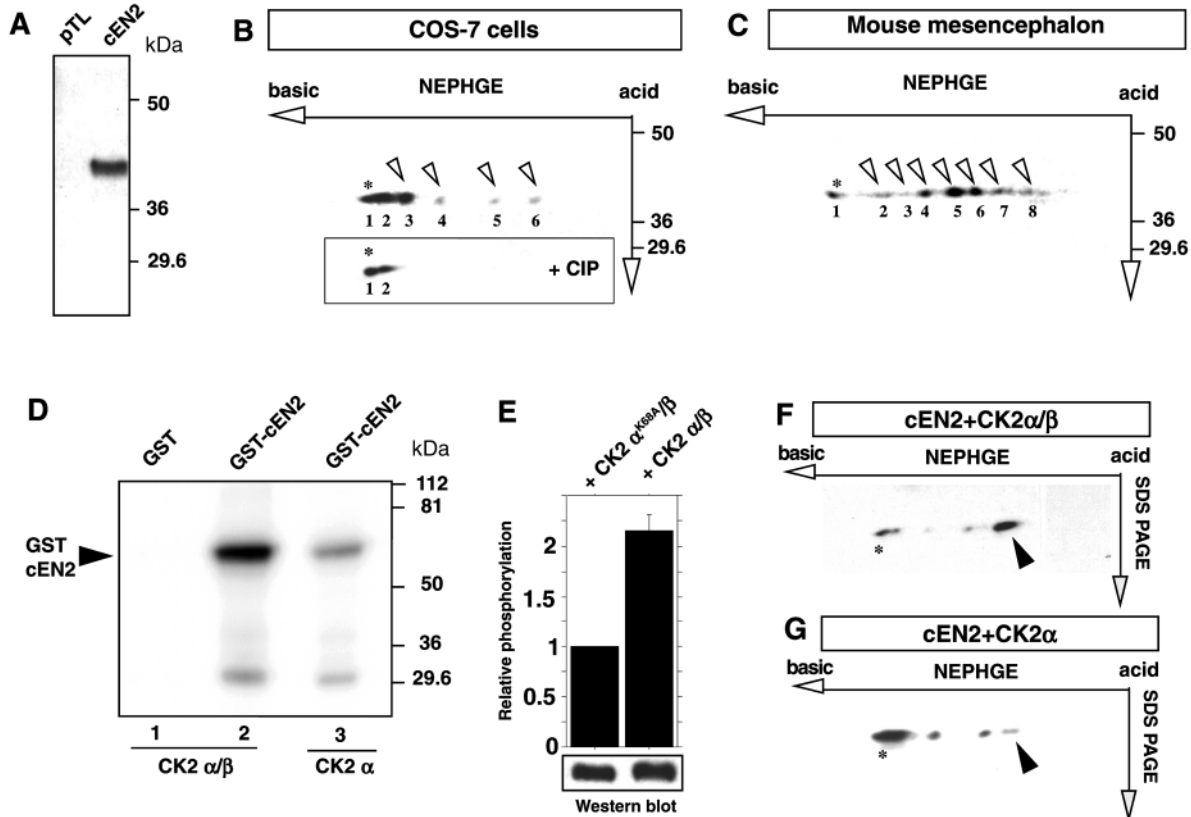 A
pTL
cEN2
kDa
50
36
29.6
B
COS-7 cells
basic
NEPHGE
acid
50
36
29.6
*
1 2 3 4 5 6
*
1 2
+ CIP
C
Mouse mesencephalon
basic
NEPHGE
acid
50
36
29.6
*
1 2 3 4 5 6 7 8
D
GST
GST-cEN2
GST-cEN2
kDa
112
81
50
36
29.6
GST
cEN2
1 2 3
CK2 α/β CK2 α
E
+ CK2 α^K68A/β
+ CK2 α/β
Relative phosphorylation
2
1.5
1
0.5
0
Western blot
F
cEN2+CK2α/β
basic
NEPHGE
acid
SDS PAGE
*
G
cEN2+CK2α
basic
NEPHGE
acid
SDS PAGE
*